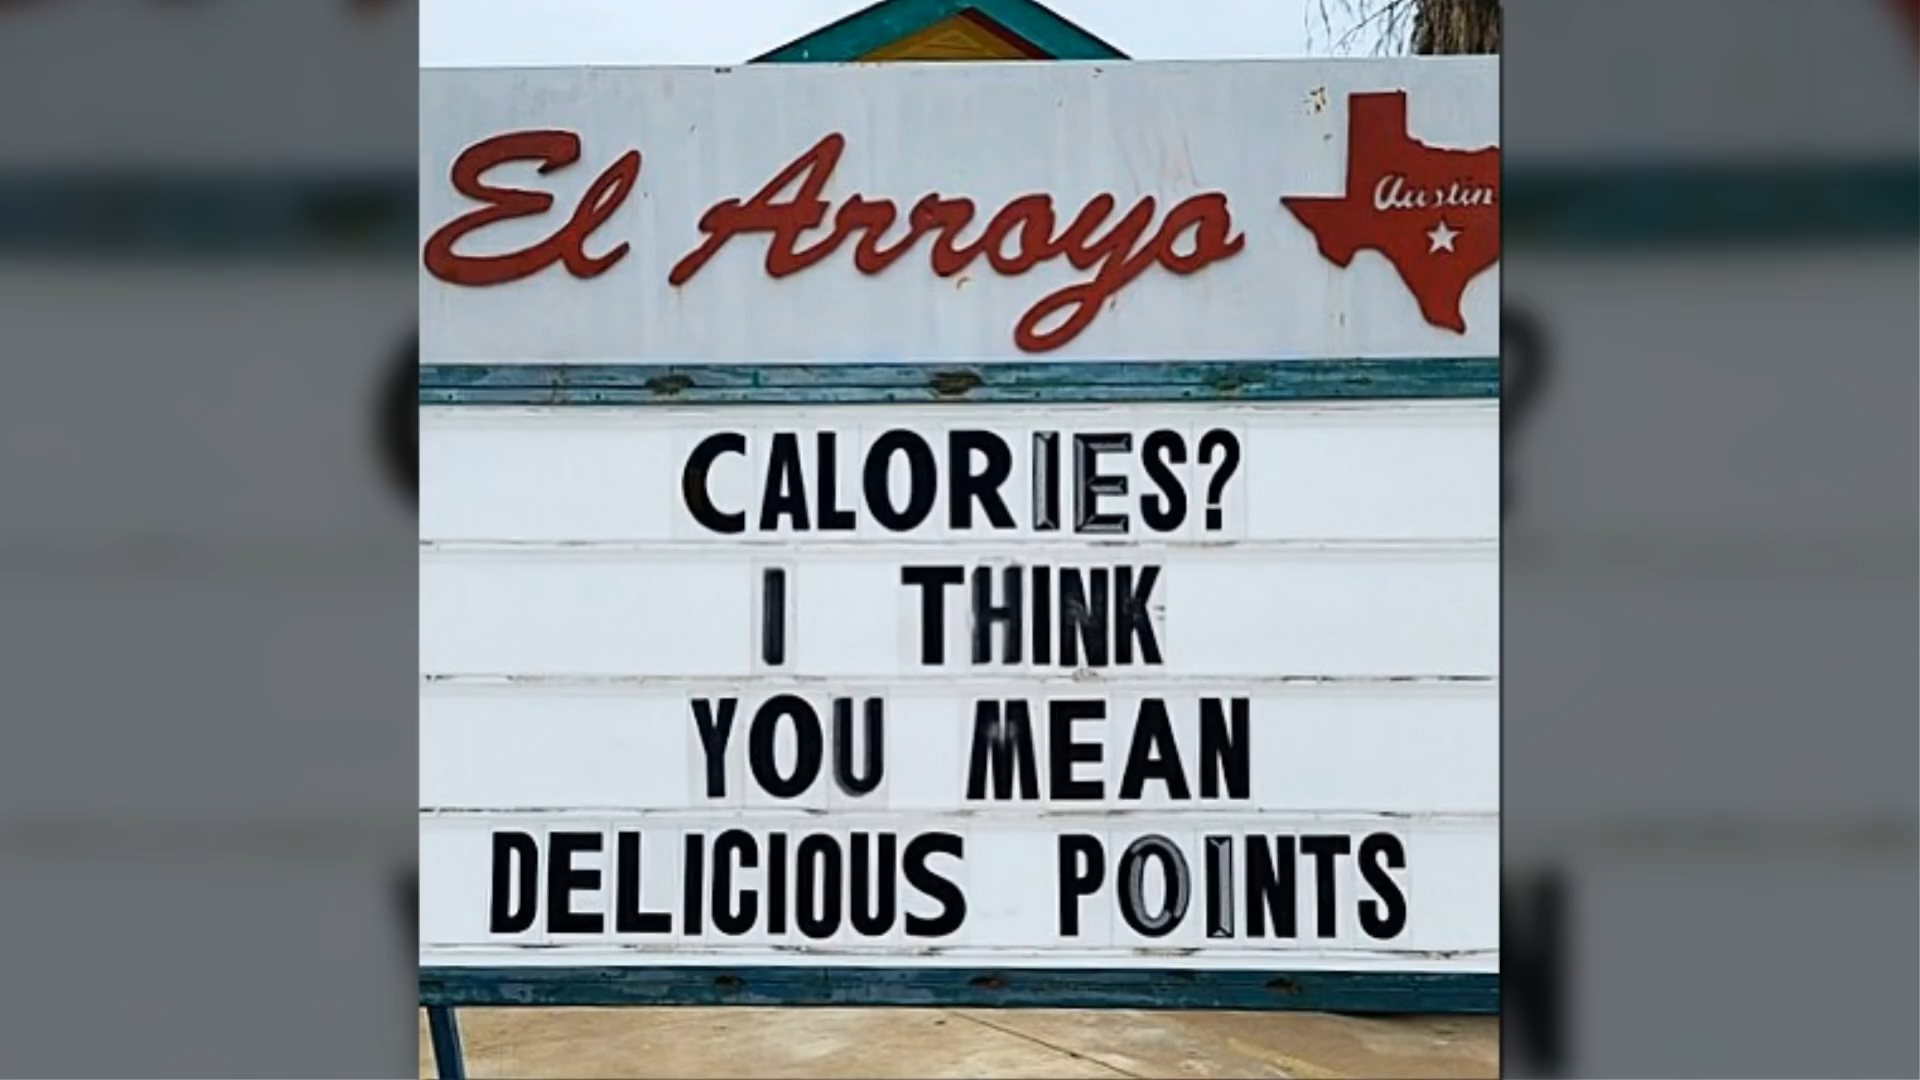 El Arroyo
Austin
CALORIES?
I THINK
YOU MEAN
DELICIOUS POINTS